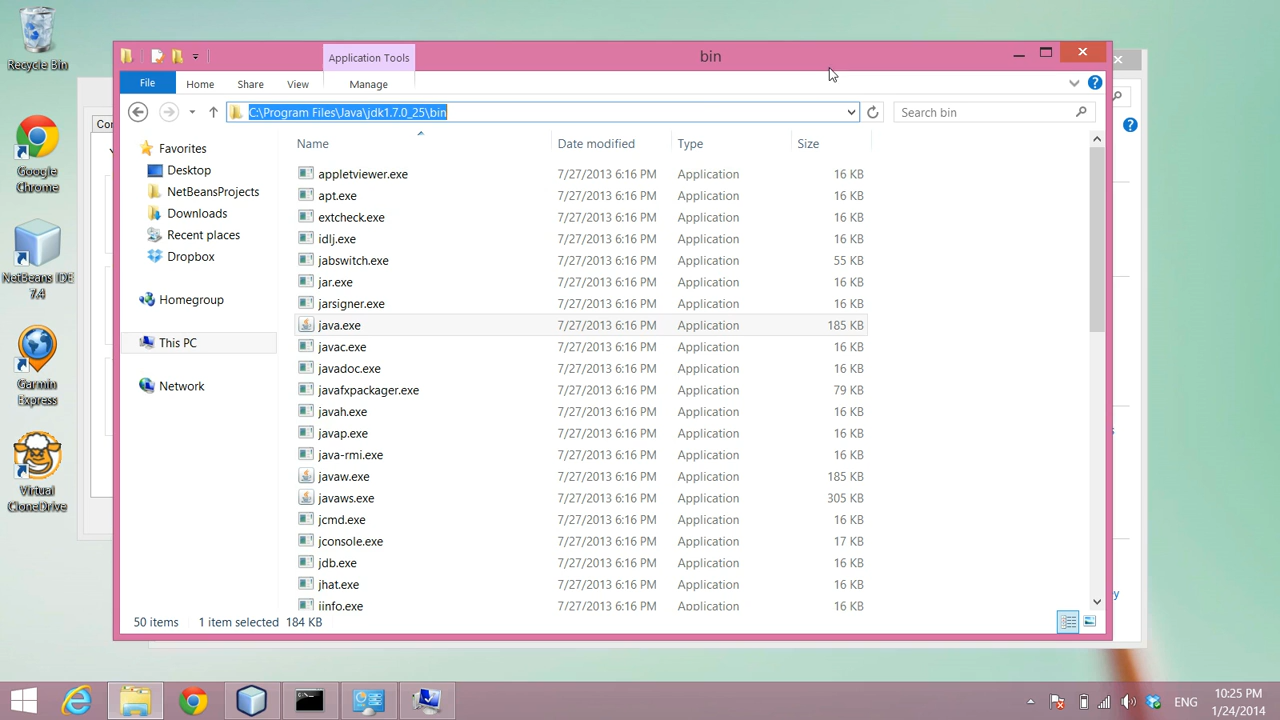 Recycle Bin
Google
Chrome
NetBeans IDE
7.4
Garmin
Express
Virtual
CloneDrive
Application Tools
bin
File
Home
Share
View
Manage
C:\Program Files\Java\jdk1.7.0_25\bin
Search bin
Favorites
Desktop
NetBeansProjects
Downloads
Recent places
Dropbox
Homegroup
This PC
Network
Name Date modified Type Size
appletviewer.exe 7/27/2013 6:16 PM Application 16 KB
apt.exe 7/27/2013 6:16 PM Application 16 KB
extcheck.exe 7/27/2013 6:16 PM Application 16 KB
idlj.exe 7/27/2013 6:16 PM Application 16 KB
jabswitch.exe 7/27/2013 6:16 PM Application 55 KB
jar.exe 7/27/2013 6:16 PM Application 16 KB
jarsigner.exe 7/27/2013 6:16 PM Application 16 KB
java.exe 7/27/2013 6:16 PM Application 185 KB
javac.exe 7/27/2013 6:16 PM Application 16 KB
javadoc.exe 7/27/2013 6:16 PM Application 16 KB
javafxpackager.exe 7/27/2013 6:16 PM Application 79 KB
javah.exe 7/27/2013 6:16 PM Application 16 KB
javap.exe 7/27/2013 6:16 PM Application 16 KB
java-rmi.exe 7/27/2013 6:16 PM Application 16 KB
javaw.exe 7/27/2013 6:16 PM Application 185 KB
javaws.exe 7/27/2013 6:16 PM Application 305 KB
jcmd.exe 7/27/2013 6:16 PM Application 16 KB
jconsole.exe 7/27/2013 6:16 PM Application 17 KB
jdb.exe 7/27/2013 6:16 PM Application 16 KB
jhat.exe 7/27/2013 6:16 PM Application 16 KB
jinfo.exe 7/27/2013 6:16 PM Application 16 KB
50 items 1 item selected 184 KB
ENG
10:25 PM
1/24/2014